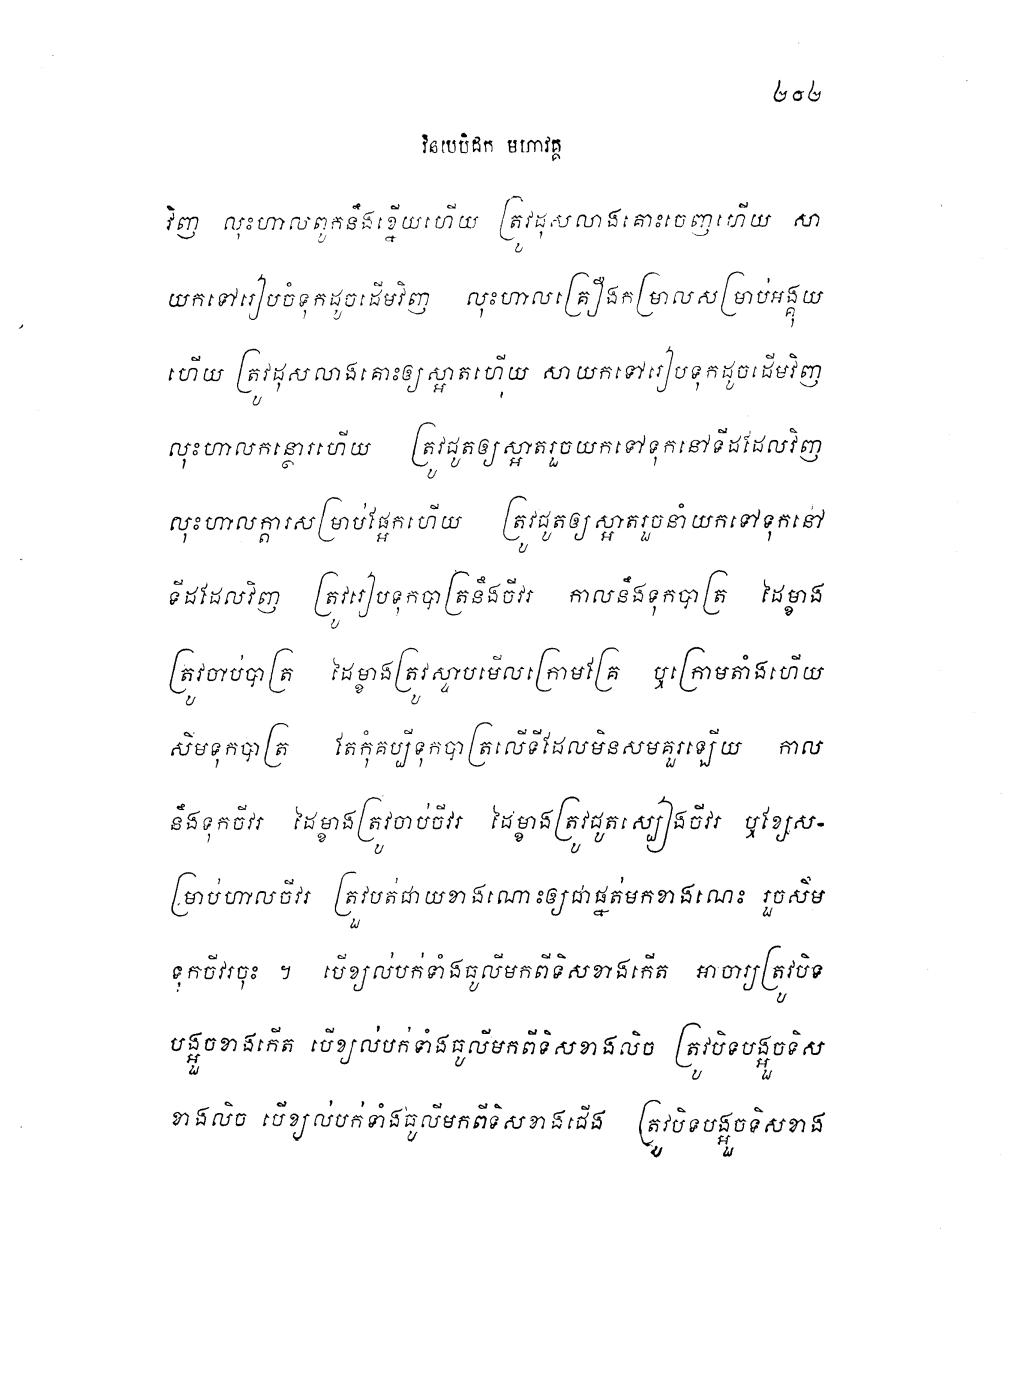 ២០២
វិនយបិដក មហាវគ្គ
វិញ លុះហាលពូកនឹងខ្នើយហើយ ត្រូវដុសលាងគោះចេញហើយ សា
យកទៅរៀបចំទុកដូចដើមវិញ លុះហាលគ្រឿងកម្រាលសម្រាប់អង្គុយ
ហើយ ត្រូវដុសលាងគោះឲ្យស្អាតហើុយ សាយកទៅរៀបទុកដូចដើមវិញ
លុះហាលកន្ថោរហើយ ត្រូវជូតឲ្យស្អាតរួចយកទៅទុកនៅទីដដែលវិញ
លុះហាលក្តារសម្រាប់ផ្អែកហើយ ត្រូវជូតឲ្យស្អាតរួចនាំយកទៅទុកនៅ
ទីដដែលវិញ ត្រូវរៀបទុកបាត្រនឹងចីវរ កាលនឹងទុកបាត្រ ដៃម្ខាង
ត្រូវចាប់បាត្រ ដៃម្ខាងត្រូវស្ទាបមើលក្រោមគ្រែ ឬក្រោមតាំងហើយ
សិមទុកបាត្រ តែកុំគប្បីទុកបាត្រលើទីដែលមិនសមគួរឡើយ កាល
នឹងទុកចីវរ ដៃម្ខាងត្រូវចាប់ចីវរ ដៃម្ខាងត្រូវជូតស្បៀងចីវរ ឬខ្សែស-
ម្រាប់ហាលចីវរ ត្រួវបត់ជាយខាងណោះឲ្យជាផ្នត់មកខាងណេះ រួចសឹម
ទុកចីវរចុះ ។ បើខ្យល់បក់ទាំងធូលីមកពីទិសខាងកើត អាចារ្យត្រូវបិទ
បង្អួចខាងកើត បើខ្យល់បក់ទាំងធូលីមកពីទិសខាងលិច ត្រូវបិទបង្អួចទិស
ខាងលិច បើខ្យល់បក់ទាំងធូលីមកពីទិសខាងជើង ត្រូវបិទបង្អួចទិសខាង